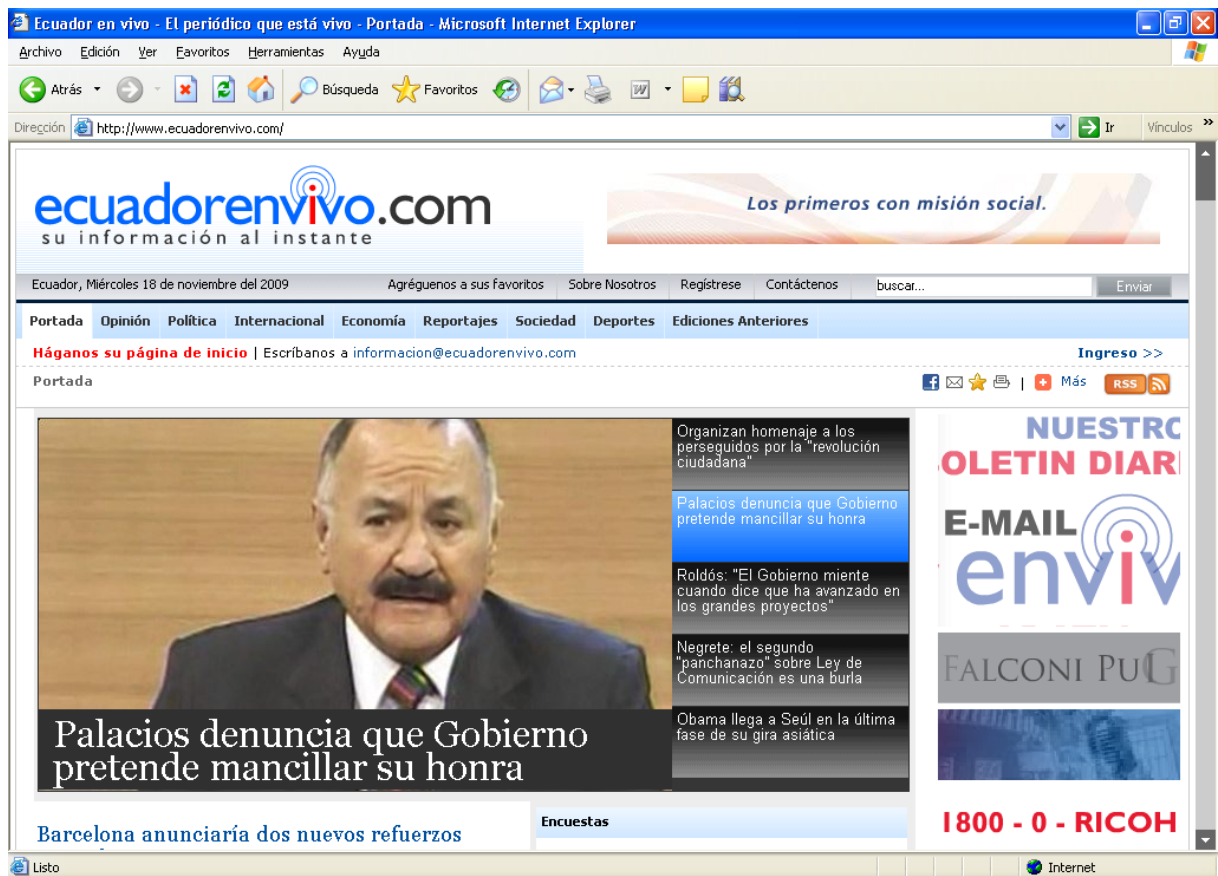 Ecuador en vivo - El periódico que está vivo - Portada - Microsoft Internet Explorer
Archivo Edición Ver Favoritos Herramientas Ayuda
Atrás Búsqueda Favoritos
Dirección http://www.ecuadorenvivo.com/ Ir Vínculos »
ecuadorenvivo.com
su información al instante
Los primeros con misión social.
Ecuador, Miércoles 18 de noviembre del 2009 Agréguenos a sus favoritos Sobre Nosotros Regístrese Contáctenos buscar... Enviar
Portada Opinión Política Internacional Economía Reportajes Sociedad Deportes Ediciones Anteriores
Háganos su página de inicio | Escríbanos a informacion@ecuadorenvivo.com Ingreso >>
Portada | Más RSS
Organizan homenaje a los
perseguidos por la "revolución
ciudadana"
Palacios denuncia que Gobierno
pretende mancillar su honra
Roldós: "El Gobierno miente
cuando dice que ha avanzado en
los grandes proyectos"
Negrete: el segundo
"panchanazo" sobre Ley de
Comunicación es una burla
Obama llega a Seúl en la última
fase de su gira asiática
Palacios denuncia que Gobierno
pretende mancillar su honra
NUESTRO
OLETIN DIARI
E-MAIL
enviv
FALCONI PUIG
1800 - 0 - RICOH
Barcelona anunciaría dos nuevos refuerzos
Encuestas
Listo Internet